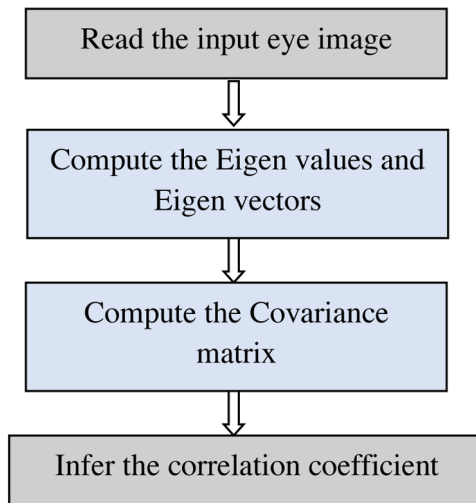 Read the input eye image
Compute the Eigen values and
Eigen vectors
Compute the Covariance
matrix
Infer the correlation coefficient